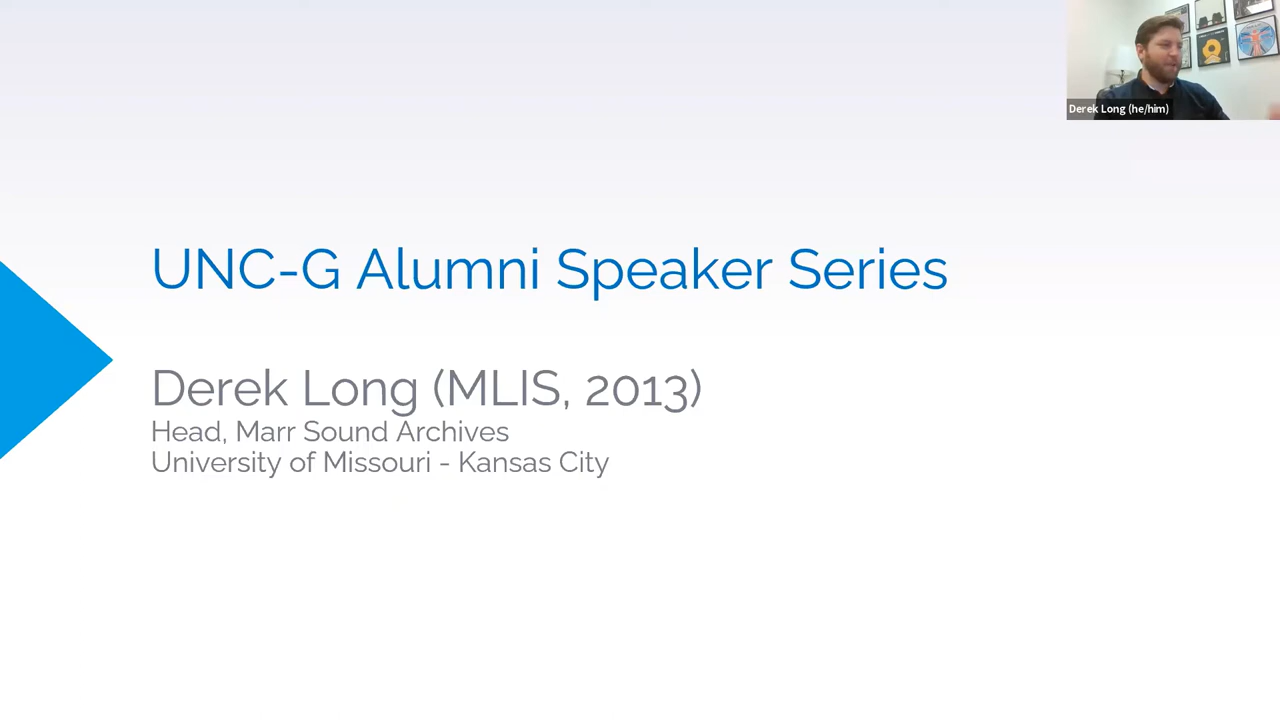 Derek Long (he/him)
UNC-G Alumni Speaker Series
Derek Long (MLIS, 2013)
Head, Marr Sound Archives
University of Missouri - Kansas City